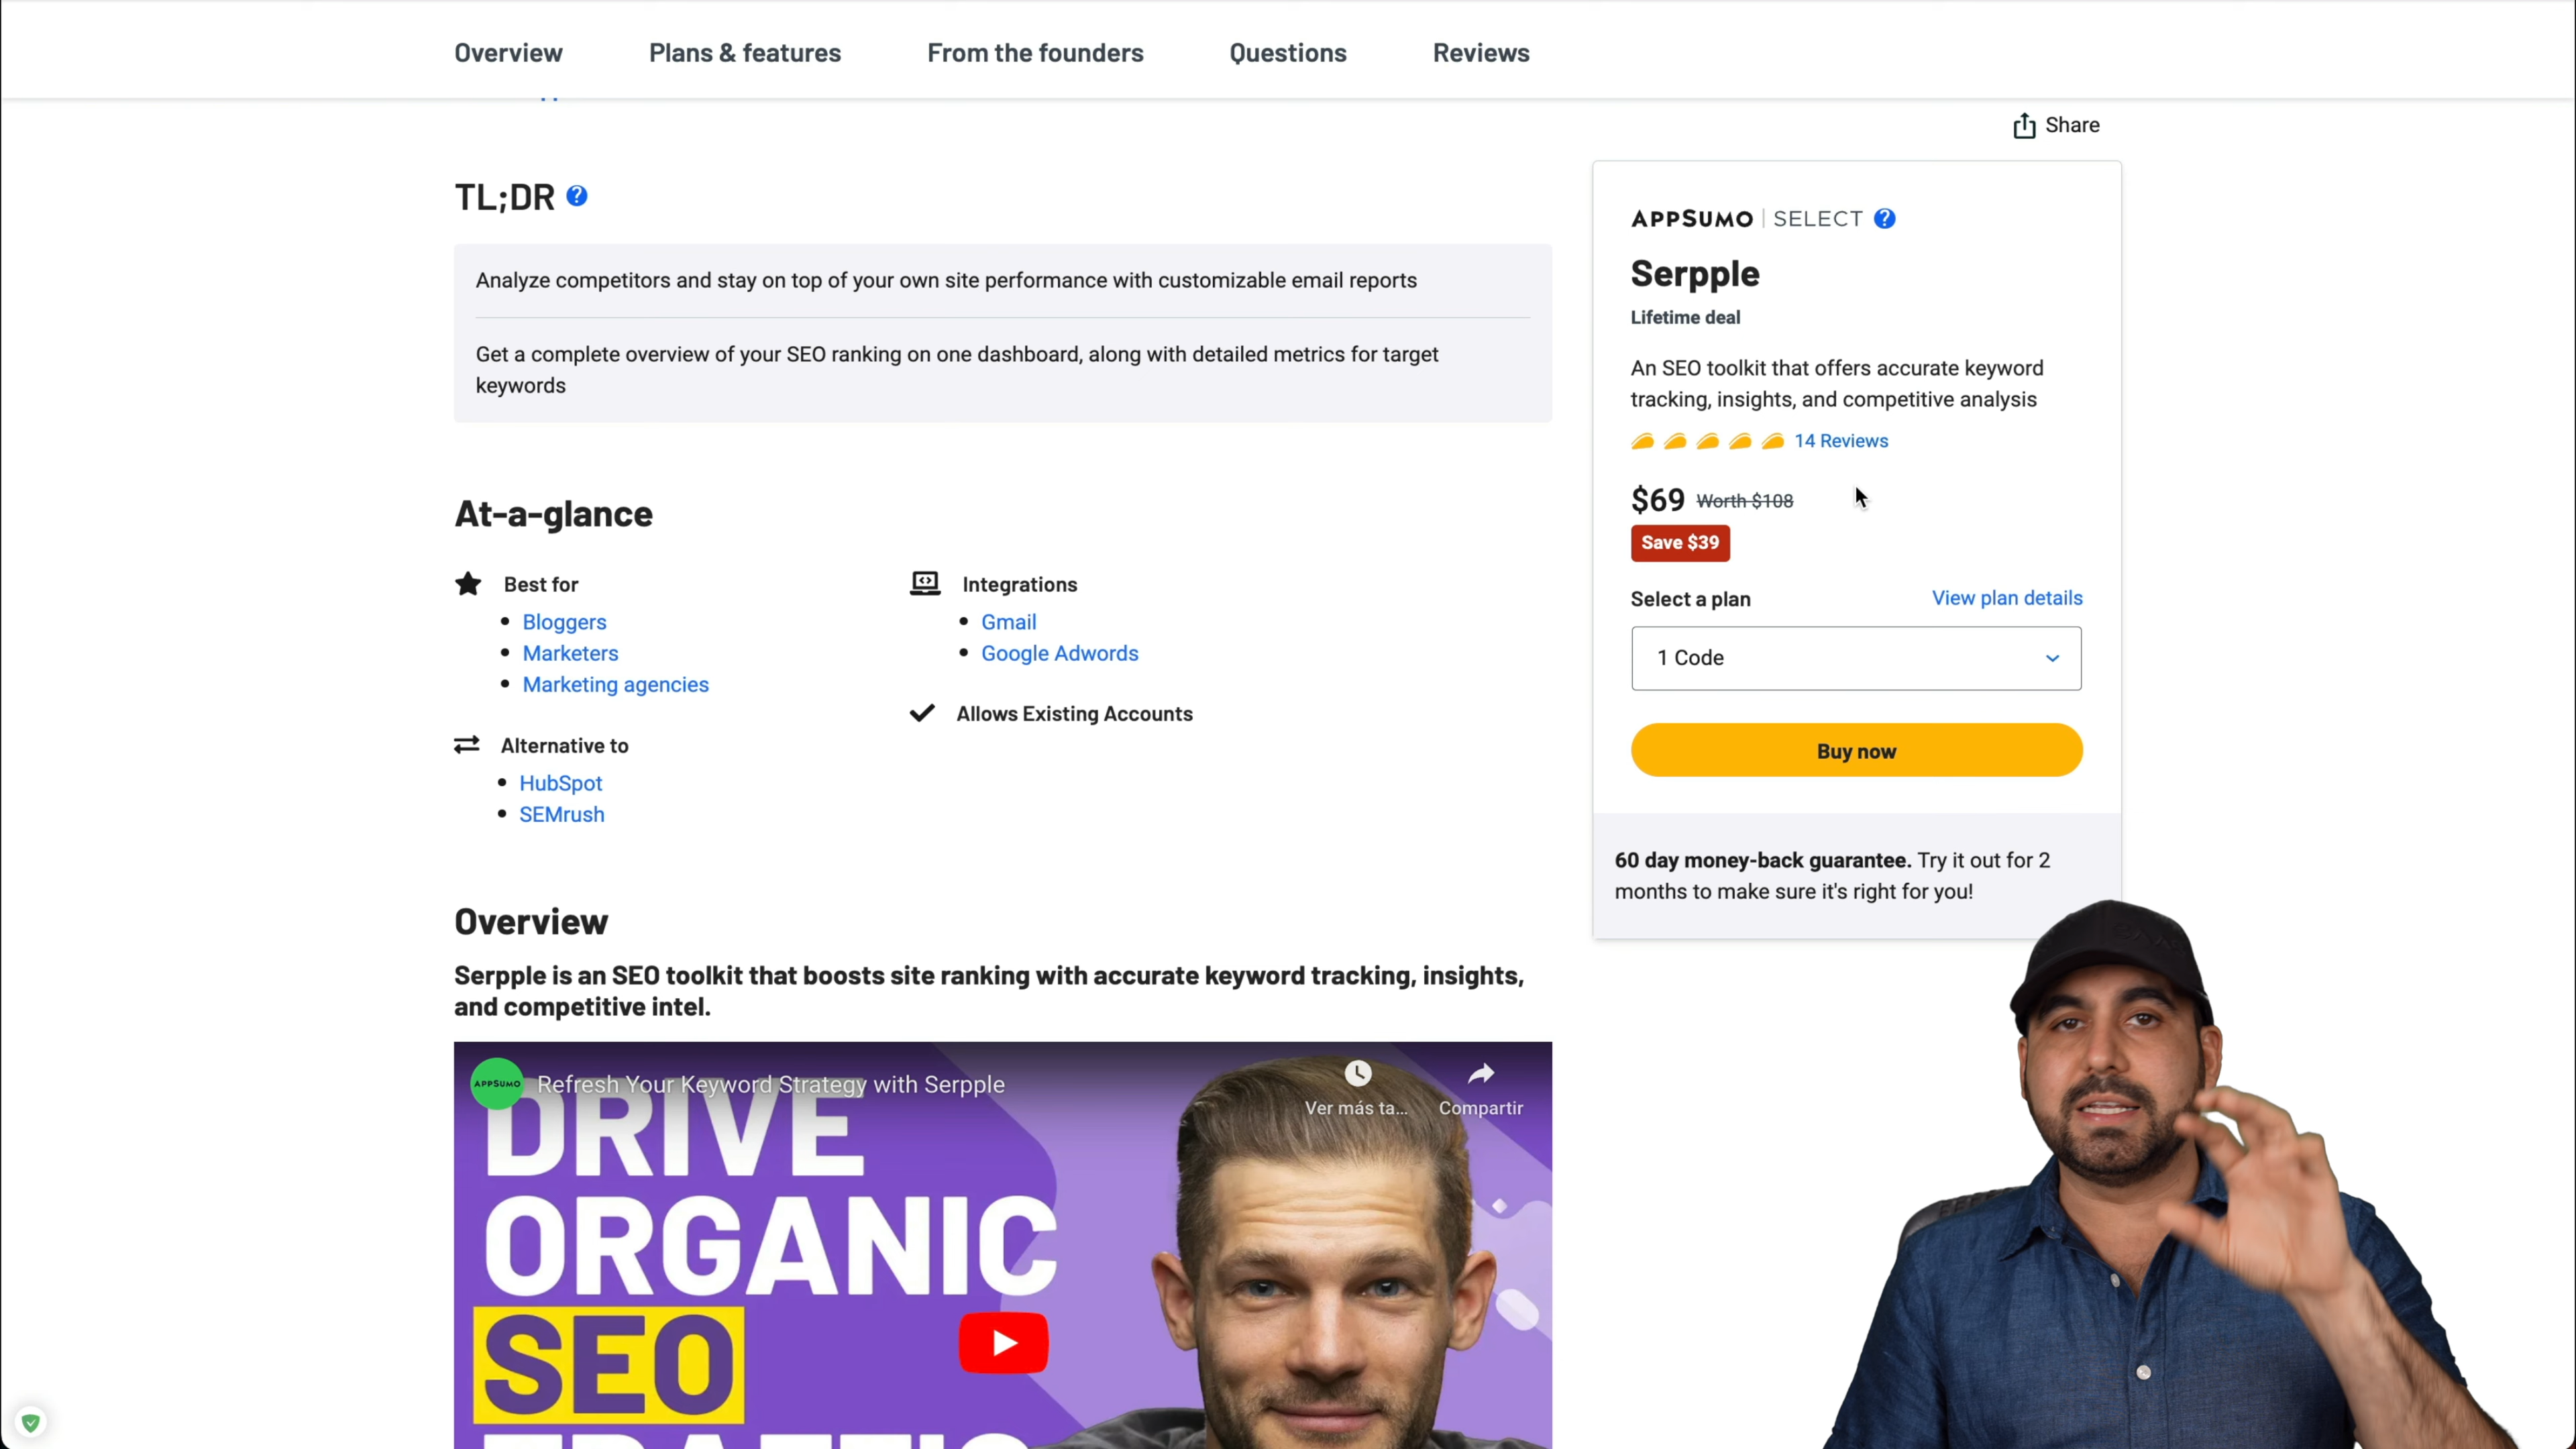 Overview Plans & features From the founders Questions Reviews
Share
TL;DR
Analyze competitors and stay on top of your own site performance with customizable email reports
Get a complete overview of your SEO ranking on one dashboard, along with detailed metrics for target
keywords
At-a-glance
Best for
Bloggers
Marketers
Marketing agencies
Alternative to
HubSpot
SEMrush
Integrations
Gmail
Google Adwords
Allows Existing Accounts
Overview
Serpple is an SEO toolkit that boosts site ranking with accurate keyword tracking, insights,
and competitive intel.
APPSUMO
Refresh Your Keyword Strategy with Serpple
Ver más ta...
Compartir
DRIVE
ORGANIC
SEO
TRAFFIC
APPSUMO | SELECT
Serpple
Lifetime deal
An SEO toolkit that offers accurate keyword
tracking, insights, and competitive analysis
14 Reviews
$69 Worth $108
Save $39
Select a plan View plan details
1 Code
Buy now
60 day money-back guarantee. Try it out for 2
months to make sure it's right for you!